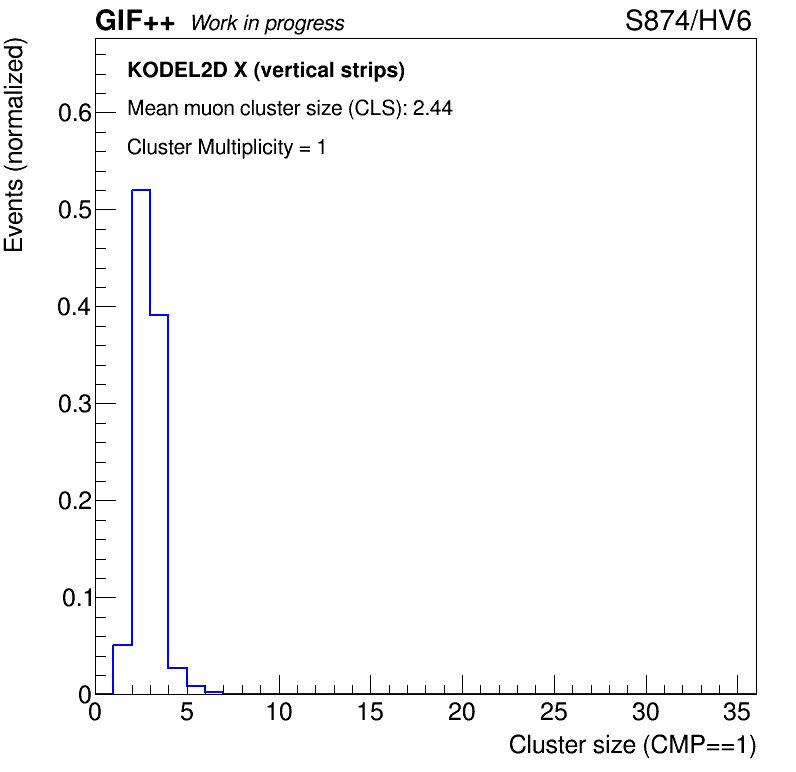 GIF++ Work in progress S874/HV6
KODEL2D X (vertical strips)
Mean muon cluster size (CLS): 2.44
Cluster Multiplicity = 1
Events (normalized)
0.6
0.5
0.4
0.3
0.2
0.1
0
0 5 10 15 20 25 30 35
Cluster size (CMP==1)